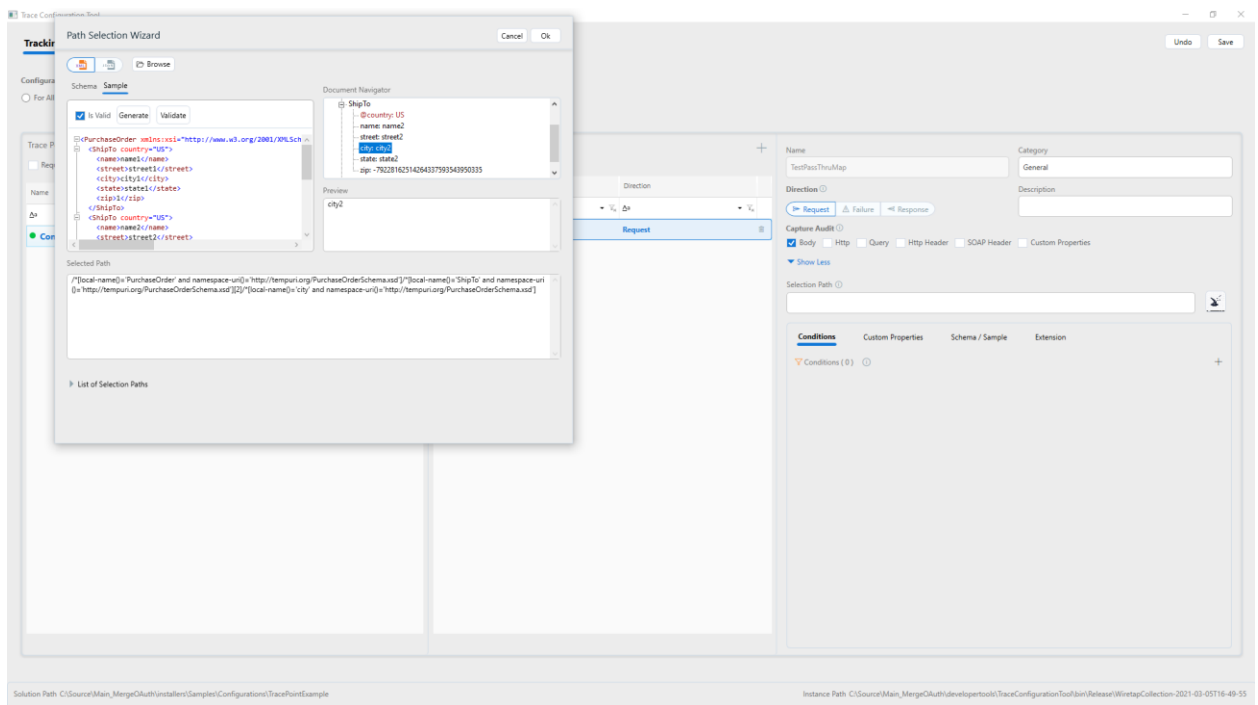 Trace Configuration Tool
Trackin
Undo
Save
Configura
For All
Path Selection Wizard
Cancel
Ok
Browse
Schema
Sample
Is Valid
Generate
Validate
<PurchaseOrder xmlns:xsi="http://www.w3.org/2001/XMLSch
<ShipTo country="US">
<name>name1</name>
<street>street1</street>
<city>city1</city>
<state>state1</state>
<zip>1</zip>
</ShipTo>
<ShipTo country="US">
<name>name2</name>
<street>street2</street>
Document Navigator
ShipTo
@country: US
name: name2
street: street2
city: city2
state: state2
zip: -79228162514264337593543950335
Preview
city2
Selected Path
/*[local-name()='PurchaseOrder' and namespace-uri()='http://tempuri.org/PurchaseOrderSchema.xsd']/*[local-name()='ShipTo' and namespace-uri
()='http://tempuri.org/PurchaseOrderSchema.xsd'][2]/*[local-name()='city' and namespace-uri()='http://tempuri.org/PurchaseOrderSchema.xsd']
List of Selection Paths
Trace P
Req
Name
Con
Direction
Request
Name
TestPassThruMap
Category
General
Direction
Request
Failure
Response
Description
Capture Audit
Body
Http
Query
Http Header
SOAP Header
Custom Properties
Show Less
Selection Path
Conditions
Custom Properties
Schema / Sample
Extension
Conditions ( 0 )
Solution Path C:\Source\Main_MergeOAuth\installers\Samples\Configurations\TracePointExample
Instance Path C:\Source\Main_MergeOAuth\developertools\TraceConfigurationTool\bin\Release\WiretapCollection-2021-03-05T16-49-55